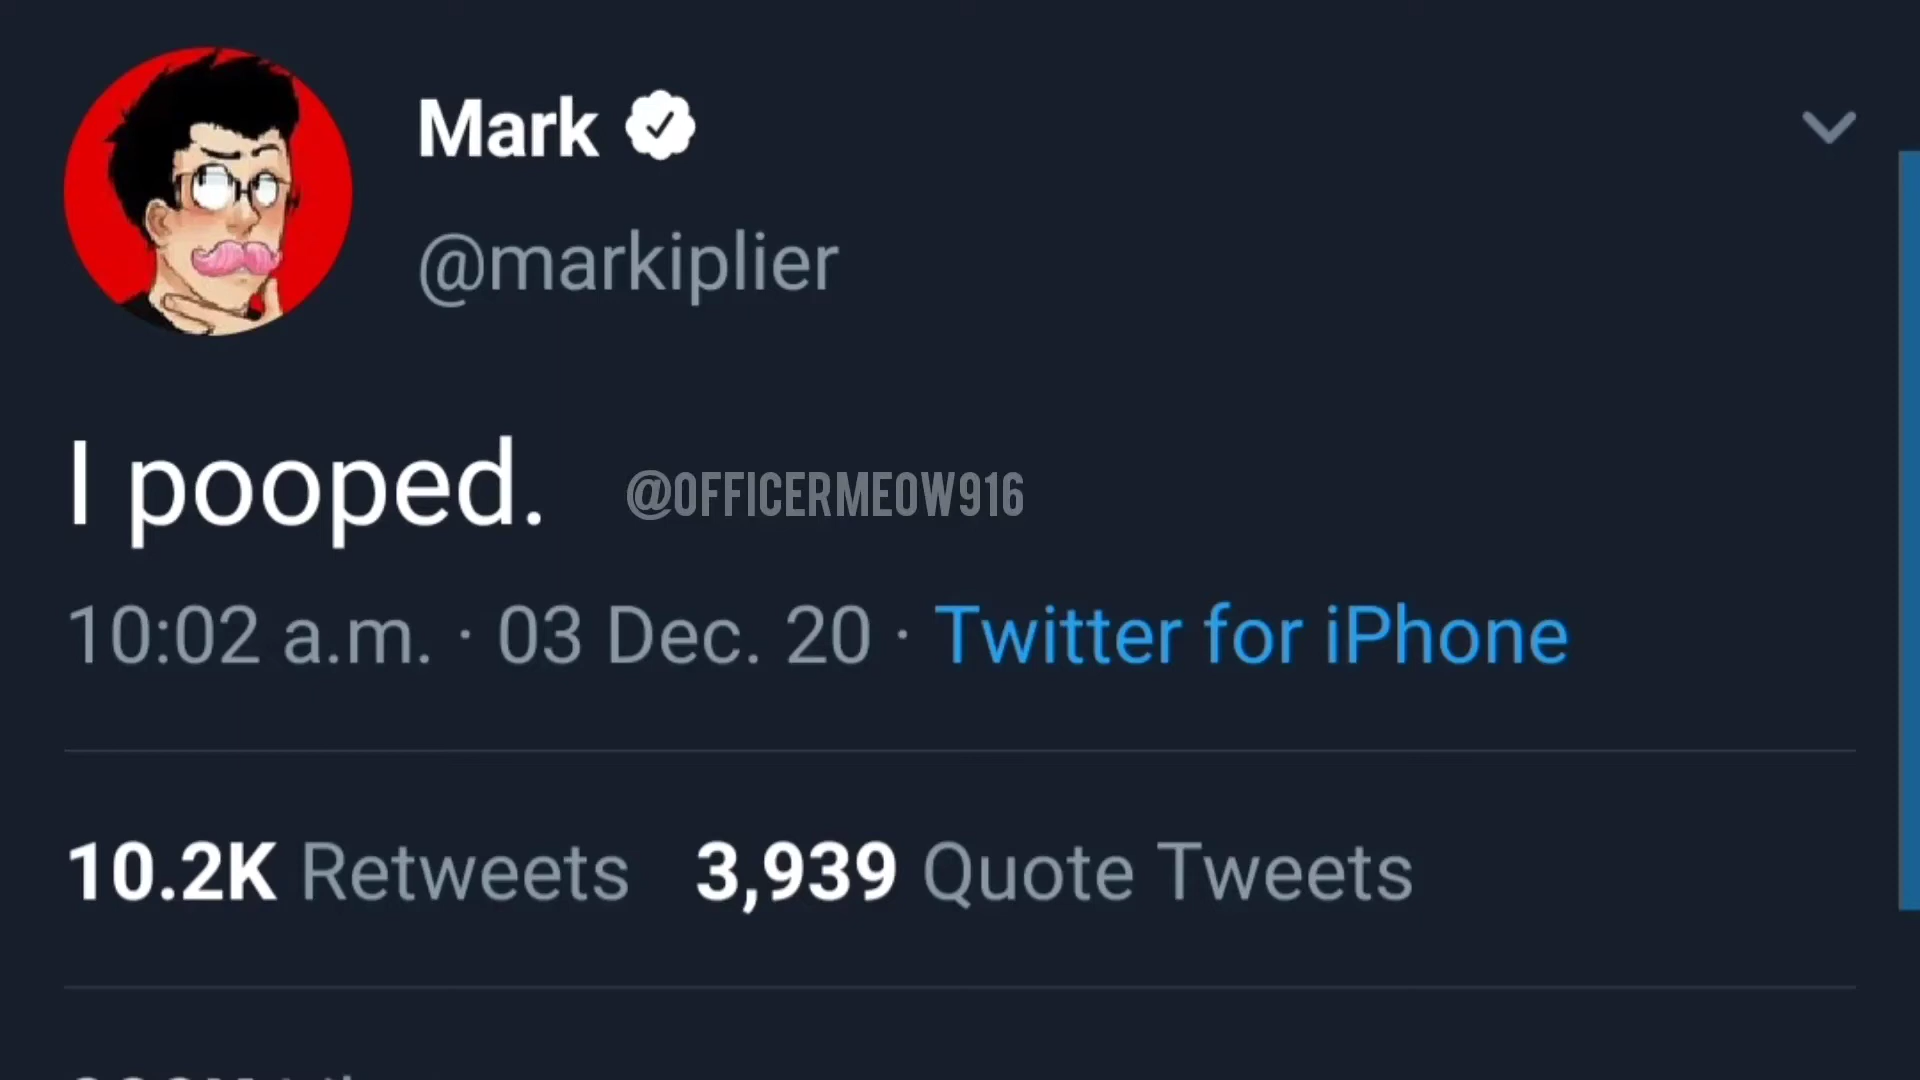 Mark
@markiplier
I pooped. @OFFICERMEOW916
10:02 a.m. · 03 Dec. 20 · Twitter for iPhone
10.2K Retweets 3,939 Quote Tweets